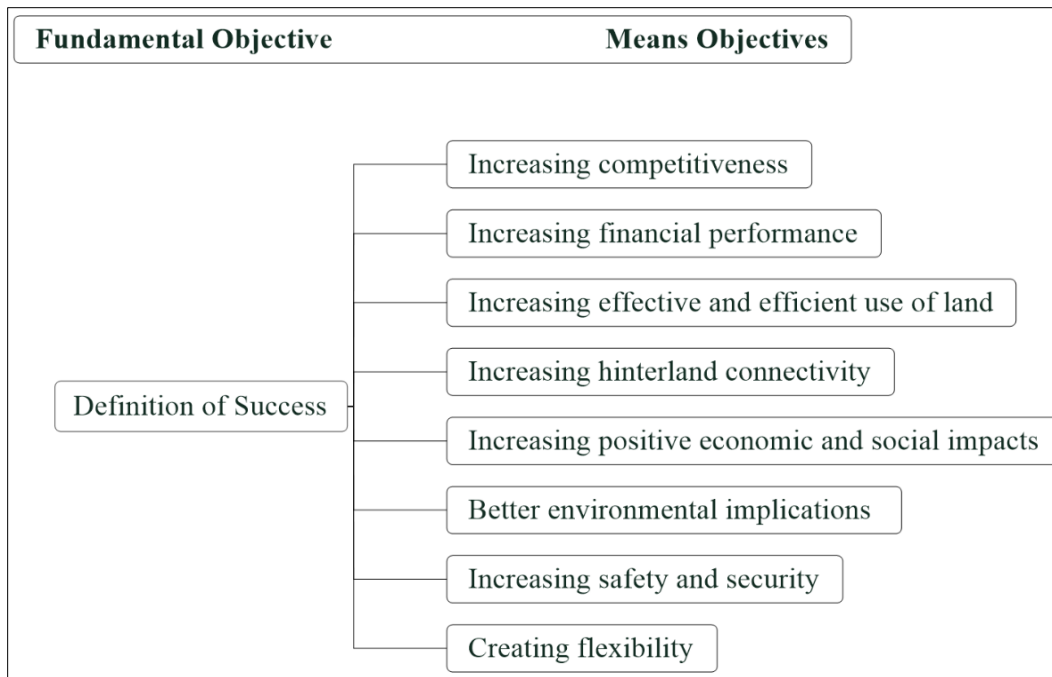 Fundamental Objective Means Objectives
Increasing competitiveness
Increasing financial performance
Increasing effective and efficient use of land
Increasing hinterland connectivity
Definition of Success
Increasing positive economic and social impacts
Better environmental implications
Increasing safety and security
Creating flexibility